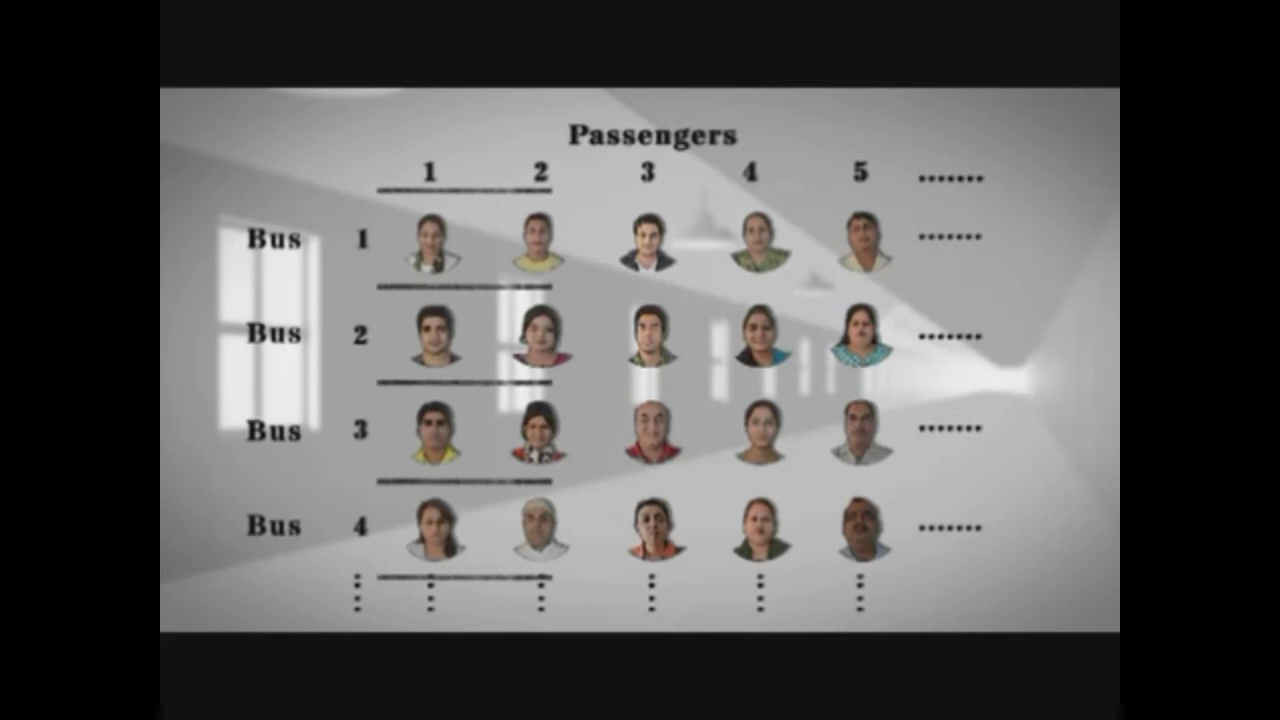 Passengers
1 2 3 4 5 .......
Bus 1 .......
Bus 2 .......
Bus 3 .......
Bus 4 .......